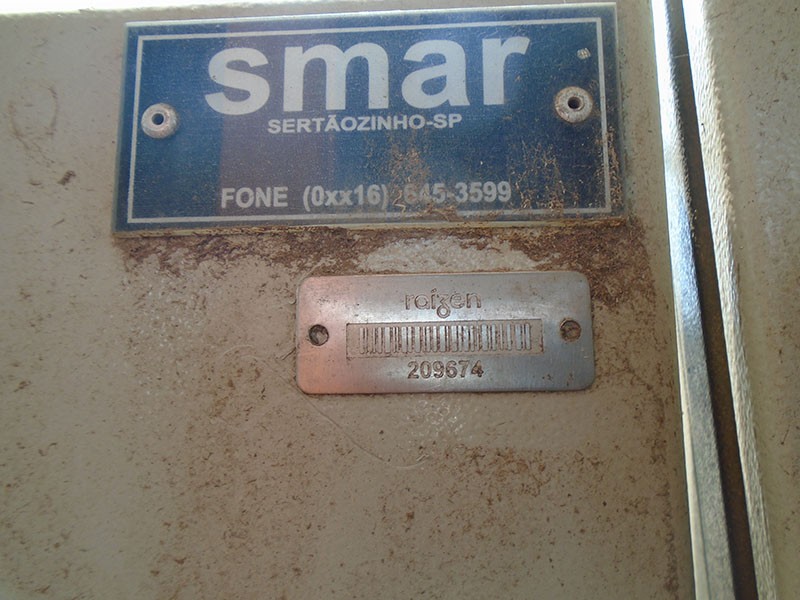 smar
SERTÃOZINHO-SP
FONE (0xx16) 645-3599
raízen
209674